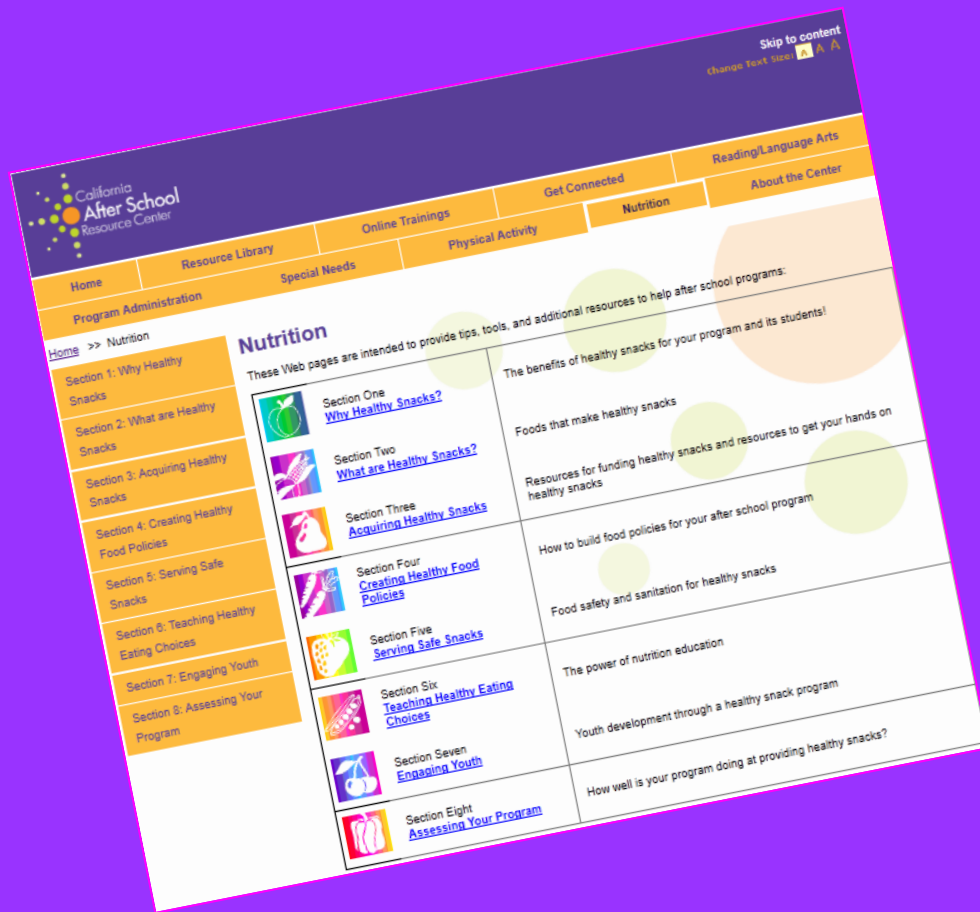 Skip to content
Change Text Size: A A A
California
After School
Resource Center
Home
Resource Library
Online Trainings
Get Connected
Reading/Language Arts
Program Administration
Special Needs
Physical Activity
Nutrition
About the Center
Home >> Nutrition
Section 1: Why Healthy
Snacks
Section 2: What are Healthy
Snacks
Section 3: Acquiring Healthy
Snacks
Section 4: Creating Healthy
Food Policies
Section 5: Serving Safe
Snacks
Section 6: Teaching Healthy
Eating Choices
Section 7: Engaging Youth
Section 8: Assessing Your
Program
Nutrition
These Web pages are intended to provide tips, tools, and additional resources to help after school programs:
Section One
Why Healthy Snacks?
The benefits of healthy snacks for your program and its students!
Section Two
What are Healthy Snacks?
Foods that make healthy snacks
Section Three
Acquiring Healthy Snacks
Resources for funding healthy snacks and resources to get your hands on
healthy snacks
Section Four
Creating Healthy Food
Policies
How to build food policies for your after school program
Section Five
Serving Safe Snacks
Food safety and sanitation for healthy snacks
Section Six
Teaching Healthy Eating
Choices
The power of nutrition education
Section Seven
Engaging Youth
Youth development through a healthy snack program
Section Eight
Assessing Your Program
How well is your program doing at providing healthy snacks?